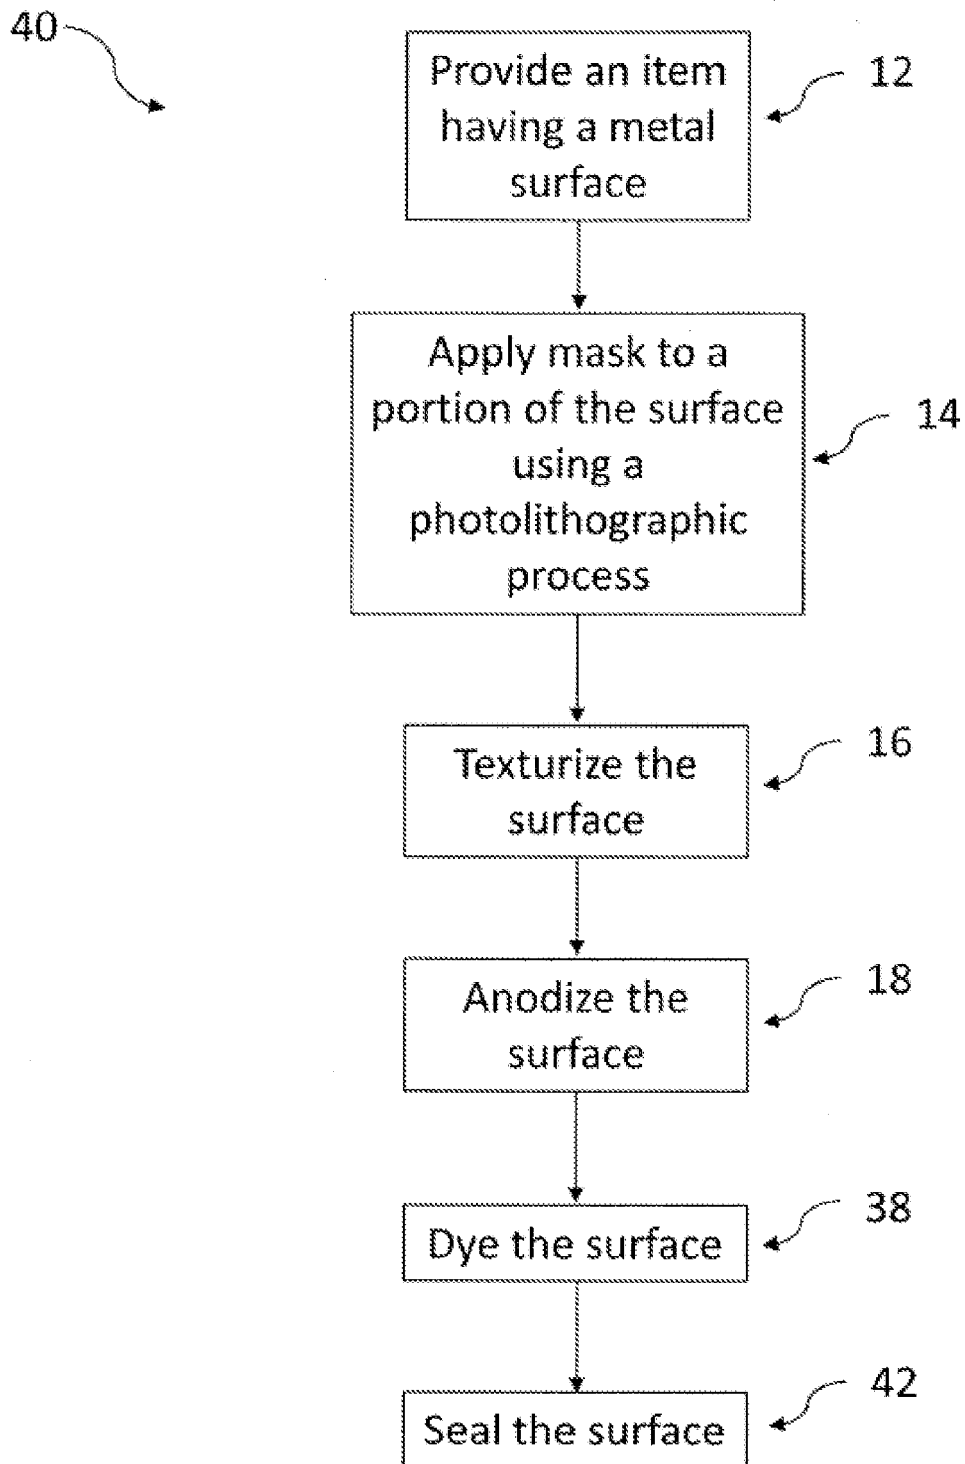 40
Provide an item
having a metal
surface
12
Apply mask to a
portion of the surface
using a
photolithographic
process
14
Texturize the
surface
16
Anodize the
surface
18
Dye the surface
38
Seal the surface
42